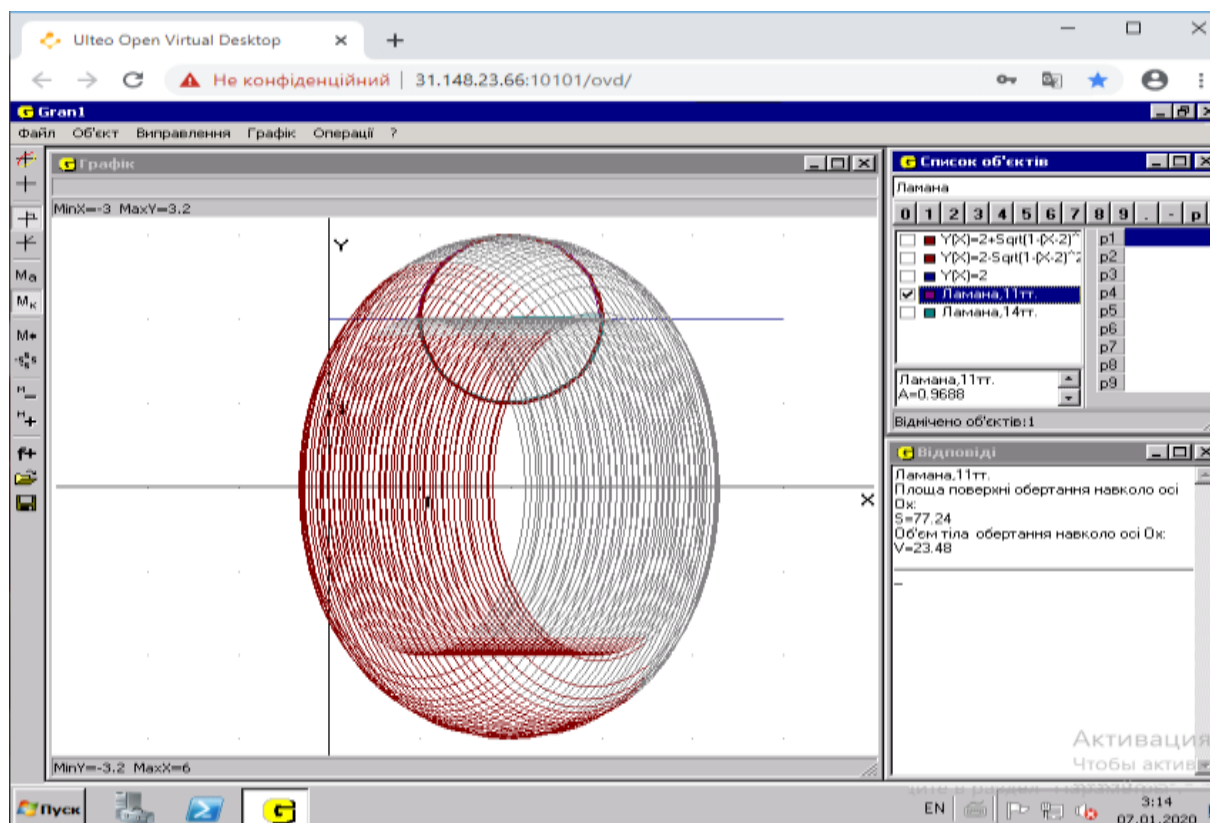 Ulteo Open Virtual Desktop
Не конфіденційний | 31.148.23.66:10101/ovd/
Gran1
Файл Об'єкт Виправлення Графік Операції ?
Графік
MinX=-3 MaxY=3.2
Y
X
MinY=-3.2 MaxX=6
Ma
Мк
M+
f+
Список об'єктів
Ламана
0 1 2 3 4 5 6 7 8 9 . - p
Y(X)=2+Sqrt(1-(X-2)^
Y(X)=2-Sqrt(1-(X-2)^2
Y(X)=2
Ламана,11тт.
Ламана,14тт.
p1
p2
p3
p4
p5
p6
p7
p8
p9
Ламана,11тт.
A=0.9688
Відмічено об'єктів:1
Відповіді
Ламана,11тт.
Площа поверхні обертання навколо осі
Ox:
S=77.24
Об'єм тіла обертання навколо осі Ox:
V=23.48
Активация
Чтобы актив
Пуск
EN
3:14
07.01.2020